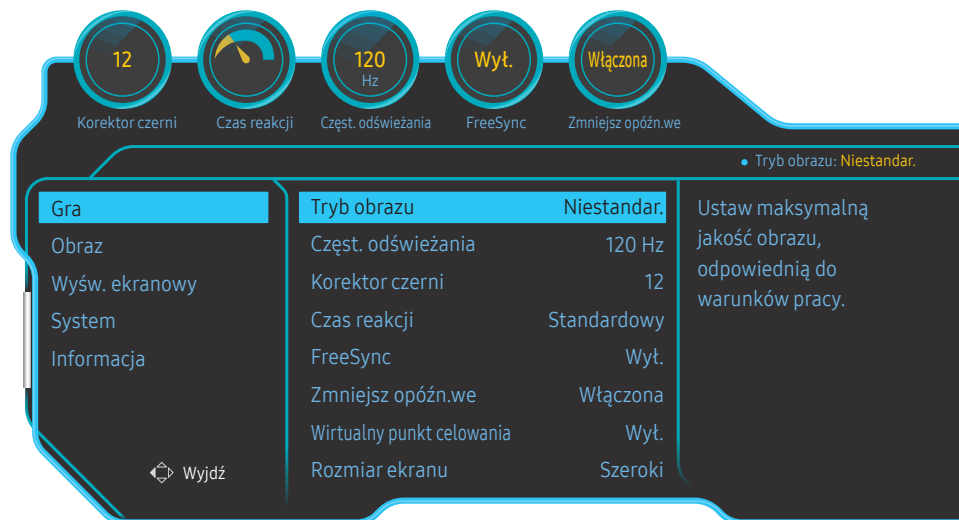 12
120
Hz
Wył.
Włączona
Korektor czerni
Czas reakcji
Częst. odświeżania
FreeSync
Zmniejsz opóźn.we
Tryb obrazu: Niestandar.
Gra
Obraz
Wyśw. ekranowy
System
Informacja
Wyjdź
Tryb obrazu Niestandar.
Częst. odświeżania 120 Hz
Korektor czerni 12
Czas reakcji Standardowy
FreeSync Wył.
Zmniejsz opóźn.we Włączona
Wirtualny punkt celowania Wył.
Rozmiar ekranu Szeroki
Ustaw maksymalną
jakość obrazu,
odpowiednią do
warunków pracy.